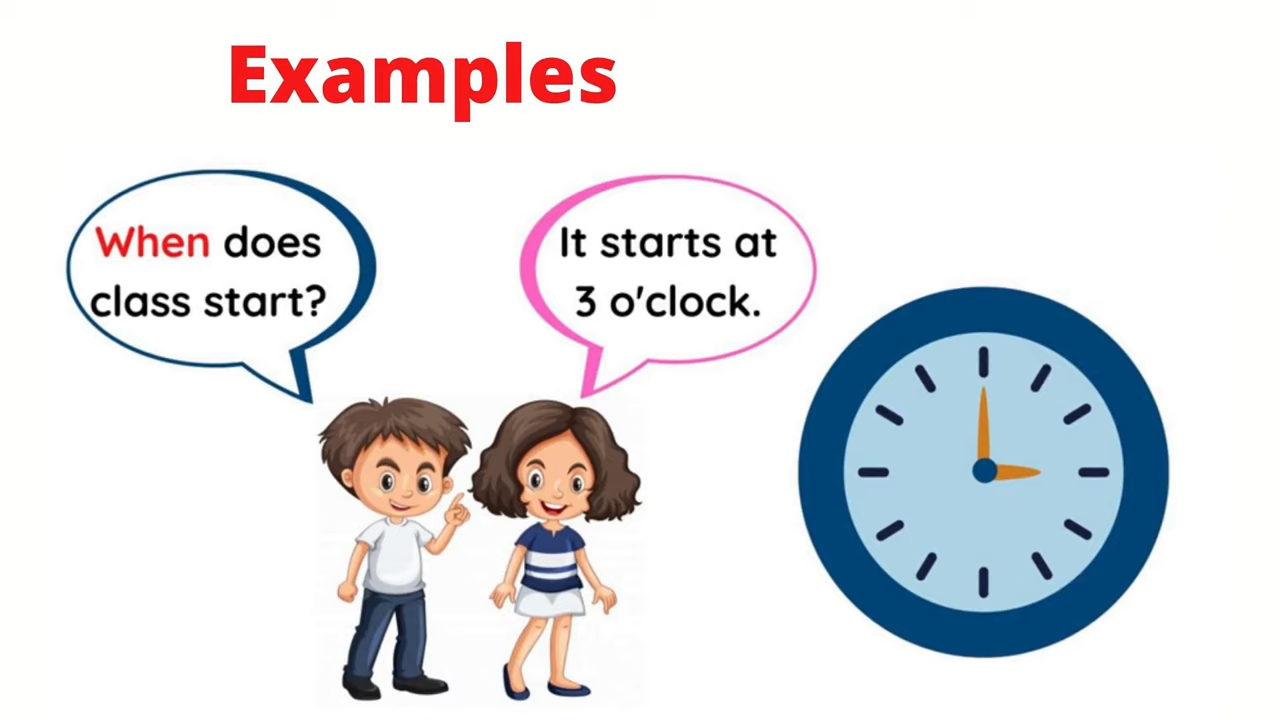 Examples
When does
class start?
It starts at
3 o'clock.